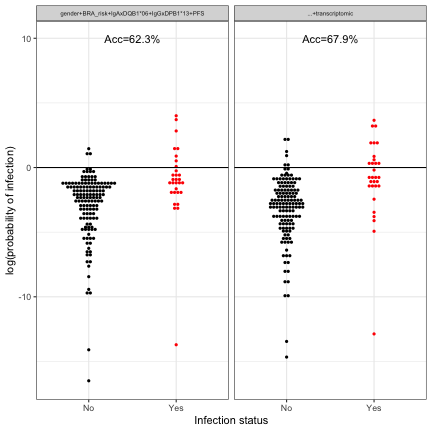 gender+BRA_risk+IgAxDQB1*06+IgGxDPB1*13+PFS
...+transcriptomic
Acc=62.3%
Acc=67.9%
10
0
-10
log(probability of infection)
No
Yes
No
Yes
Infection status